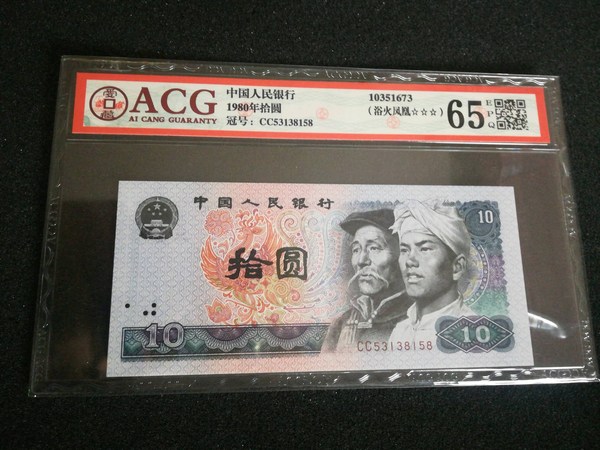 ACG
AI CANG GUARANTY
中国人民银行
1980年拾圆
冠号：CC53138158
10351673
（浴火凤凰☆☆☆）
65
EPQ
中国人民银行
10
拾圆
10
10
CC53138158